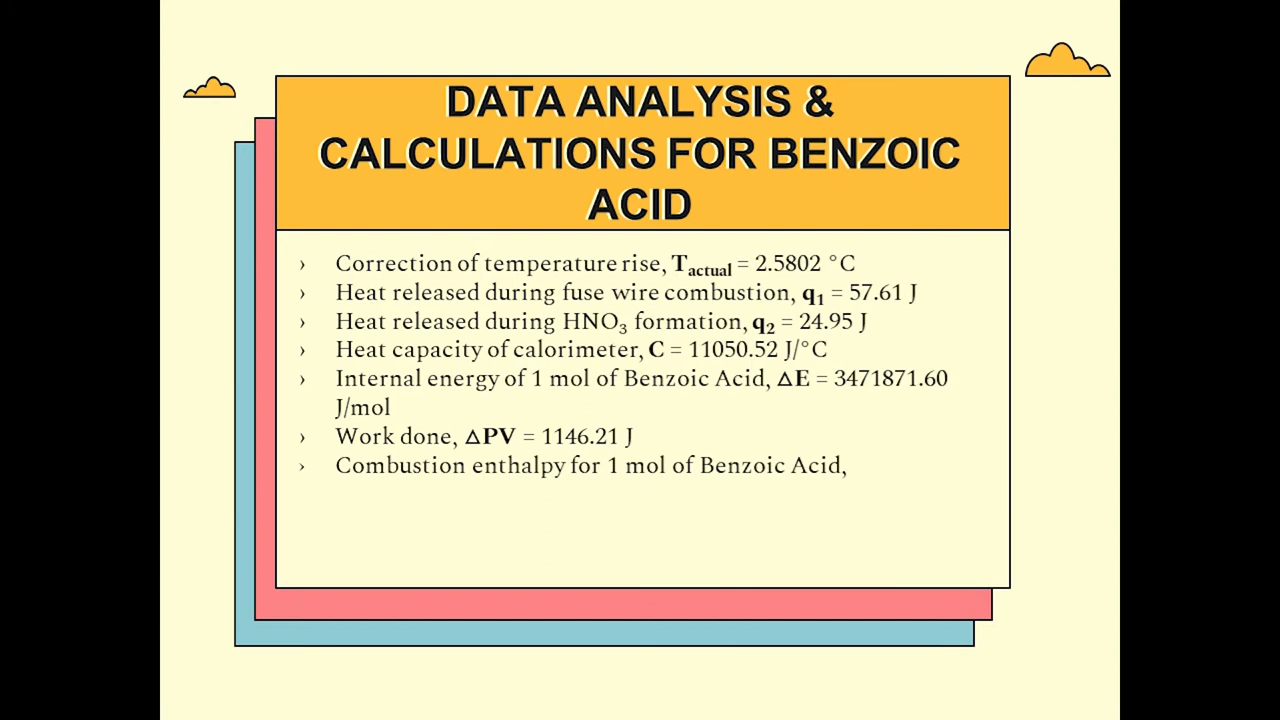 DATA ANALYSIS &
CALCULATIONS FOR BENZOIC
ACID
› Correction of temperature rise, Tactual = 2.5802 °C
› Heat released during fuse wire combustion, q₁ = 57.61 J
› Heat released during HNO₃ formation, q₂ = 24.95 J
› Heat capacity of calorimeter, C = 11050.52 J/°C
› Internal energy of 1 mol of Benzoic Acid, △E = 3471871.60
J/mol
› Work done, △PV = 1146.21 J
› Combustion enthalpy for 1 mol of Benzoic Acid,